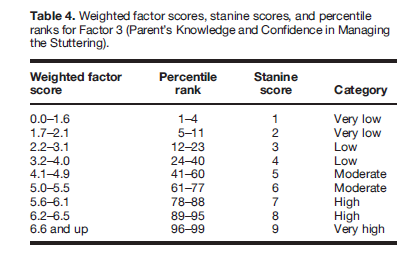 Table 4. Weighted factor scores, stanine scores, and percentile
ranks for Factor 3 (Parent's Knowledge and Confidence in Managing
the Stuttering).
Weighted factor Percentile Stanine
score rank score Category
0.0–1.6 1–4 1 Very low
1.7–2.1 5–11 2 Very low
2.2–3.1 12–23 3 Low
3.2–4.0 24–40 4 Low
4.1–4.9 41–60 5 Moderate
5.0–5.5 61–77 6 Moderate
5.6–6.1 78–88 7 High
6.2–6.5 89–95 8 High
6.6 and up 96–99 9 Very high